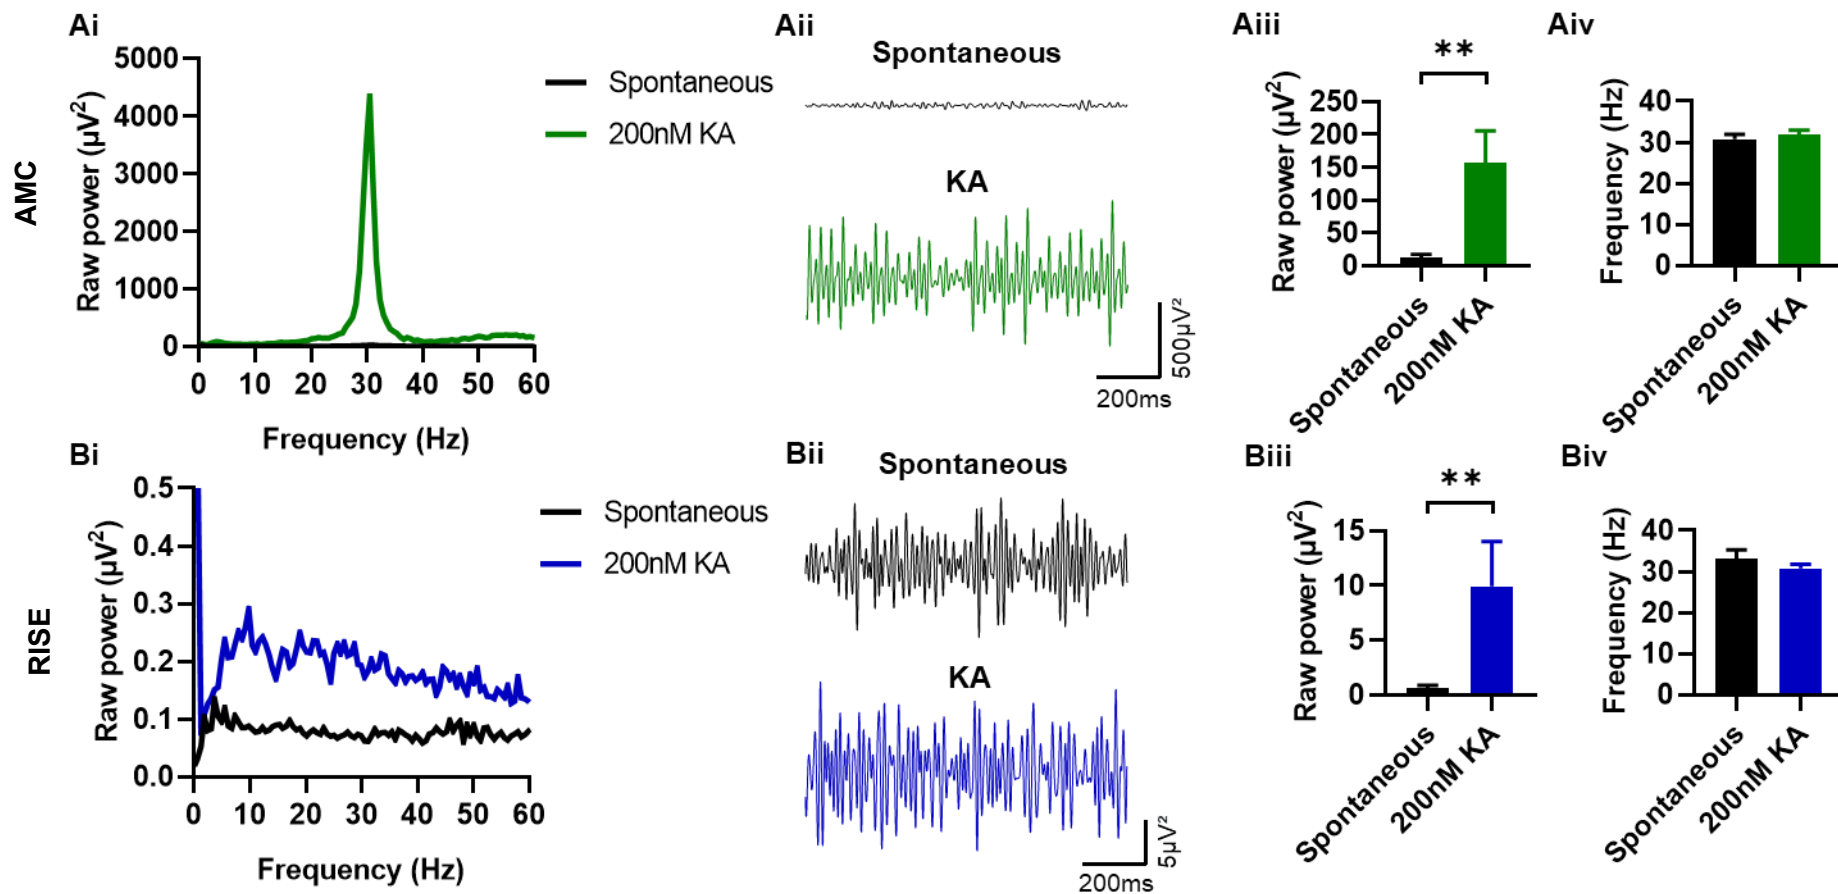 Ai
AMC
Raw power (µV²)
5000
4000
3000
2000
1000
0
0 10 20 30 40 50 60
Frequency (Hz)
Spontaneous
200nM KA
Aii
Spontaneous
KA
500µV²
200ms
Aiii
**
Raw power (µV²)
250
200
150
100
50
0
Spontaneous
200nM KA
Aiv
Frequency (Hz)
40
30
20
10
0
Spontaneous
200nM KA
Bi
RISE
Raw power (µV²)
0.5
0.4
0.3
0.2
0.1
0.0
0 10 20 30 40 50 60
Frequency (Hz)
Spontaneous
200nM KA
Bii
Spontaneous
KA
5µV²
200ms
Biii
**
Raw power (µV²)
15
10
5
0
Spontaneous
200nM KA
Biv
Frequency (Hz)
40
30
20
10
0
Spontaneous
200nM KA